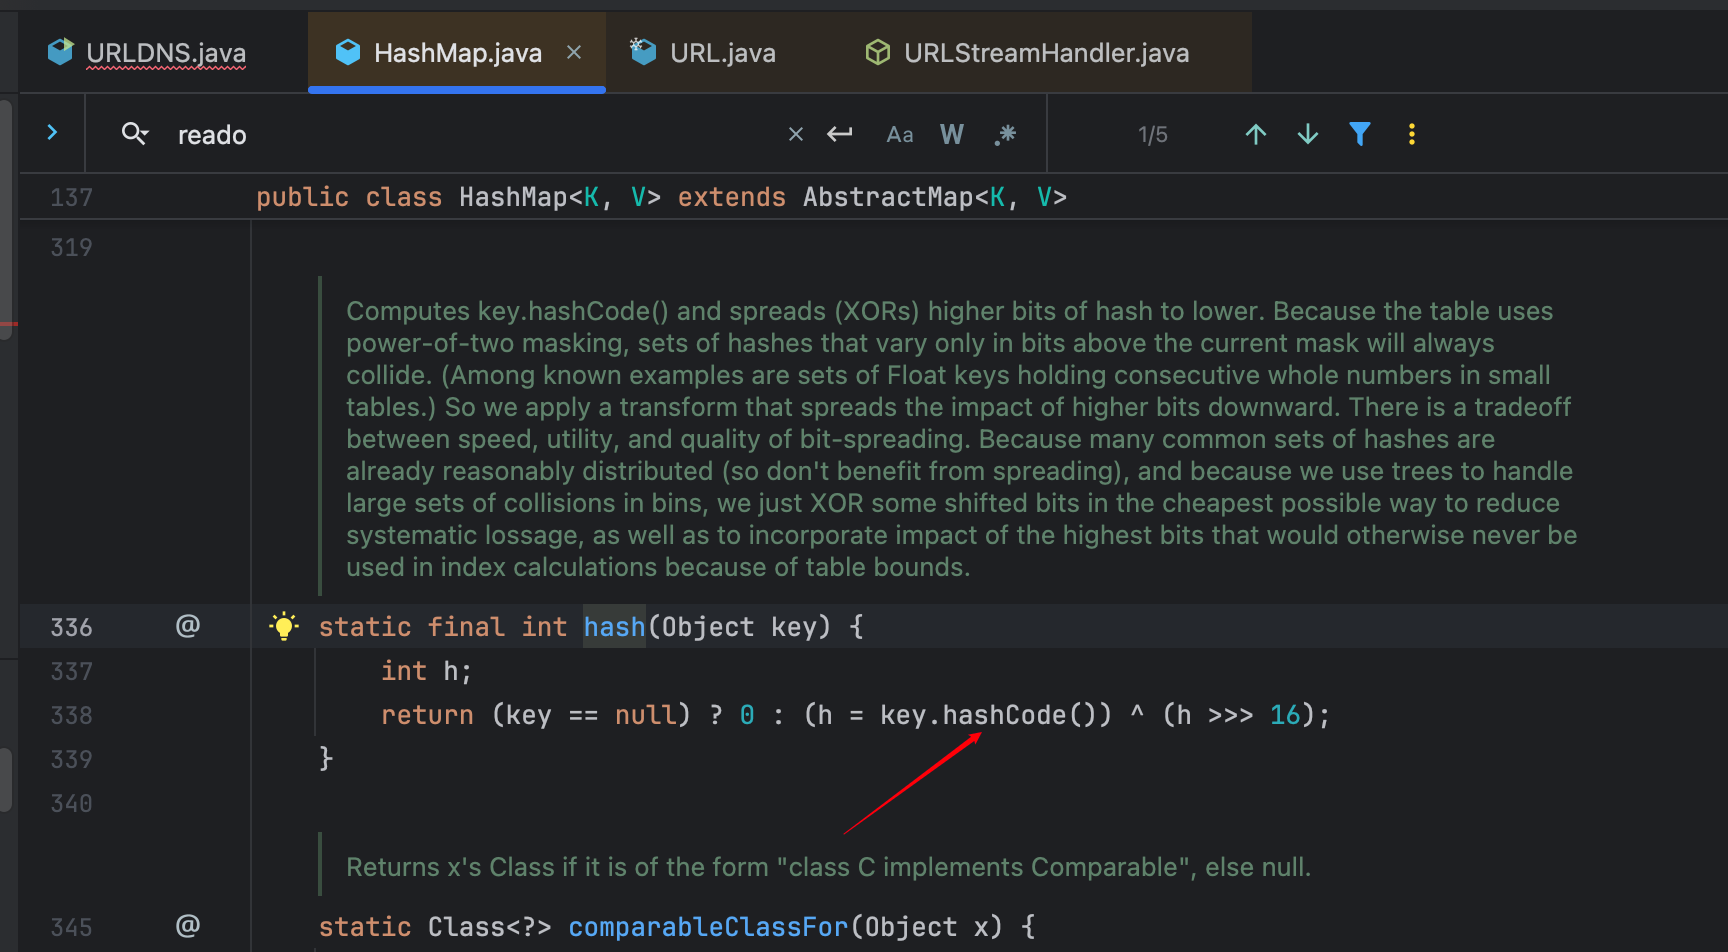 URLDNS.java HashMap.java × URL.java URLStreamHandler.java
reado × Aa W .* 1/5
137 public class HashMap<K, V> extends AbstractMap<K, V>
319
Computes key.hashCode() and spreads (XORs) higher bits of hash to lower. Because the table uses
power-of-two masking, sets of hashes that vary only in bits above the current mask will always
collide. (Among known examples are sets of Float keys holding consecutive whole numbers in small
tables.) So we apply a transform that spreads the impact of higher bits downward. There is a tradeoff
between speed, utility, and quality of bit-spreading. Because many common sets of hashes are
already reasonably distributed (so don't benefit from spreading), and because we use trees to handle
large sets of collisions in bins, we just XOR some shifted bits in the cheapest possible way to reduce
systematic lossage, as well as to incorporate impact of the highest bits that would otherwise never be
used in index calculations because of table bounds.
336 @ static final int hash(Object key) {
337 int h;
338 return (key == null) ? 0 : (h = key.hashCode()) ^ (h >>> 16);
339 }
340
Returns x's Class if it is of the form "class C implements Comparable", else null.
345 @ static Class<?> comparableClassFor(Object x) {